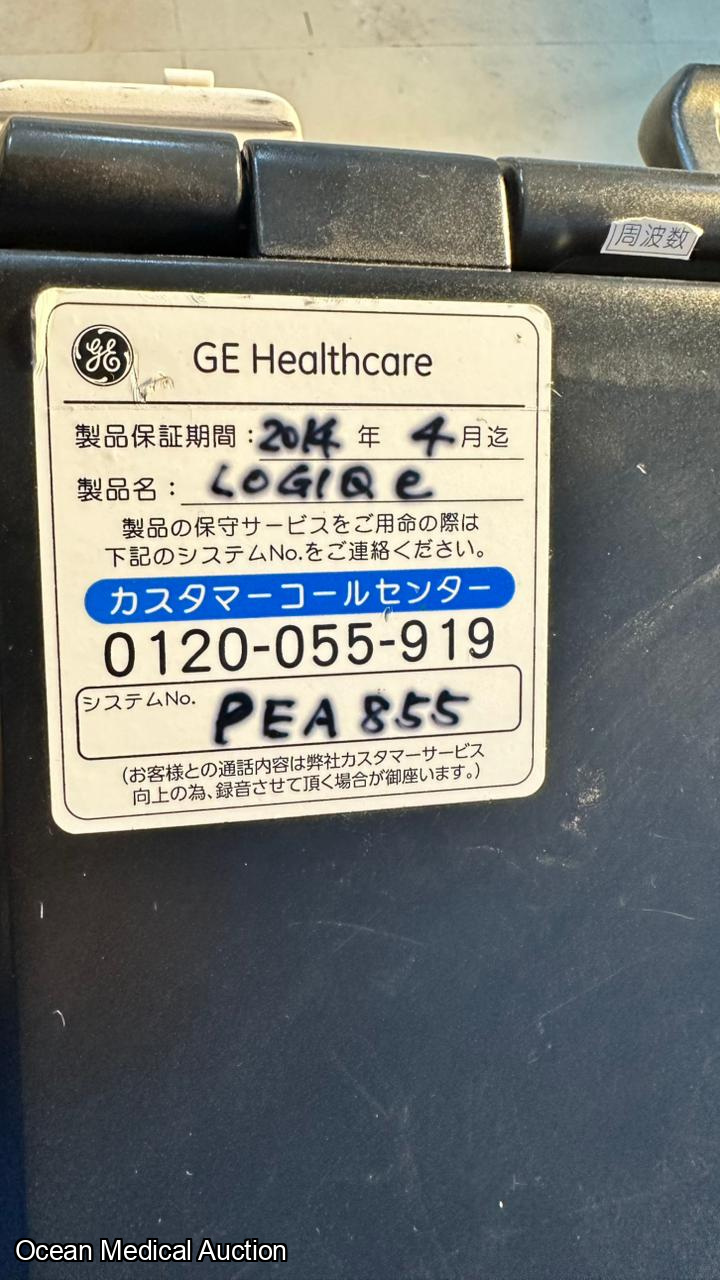 周波数
GE
GE Healthcare
製品保証期間：2014 年 4 月迄
製品名： LOGIQ e
製品の保守サービスをご用命の際は
下記のシステムNo.をご連絡ください。
カスタマーコールセンター
0120-055-919
システムNo. PEA 855
（お客様との通話内容は弊社カスタマーサービス
向上の為、録音させて頂く場合が御座います。）
Ocean Medical Auction